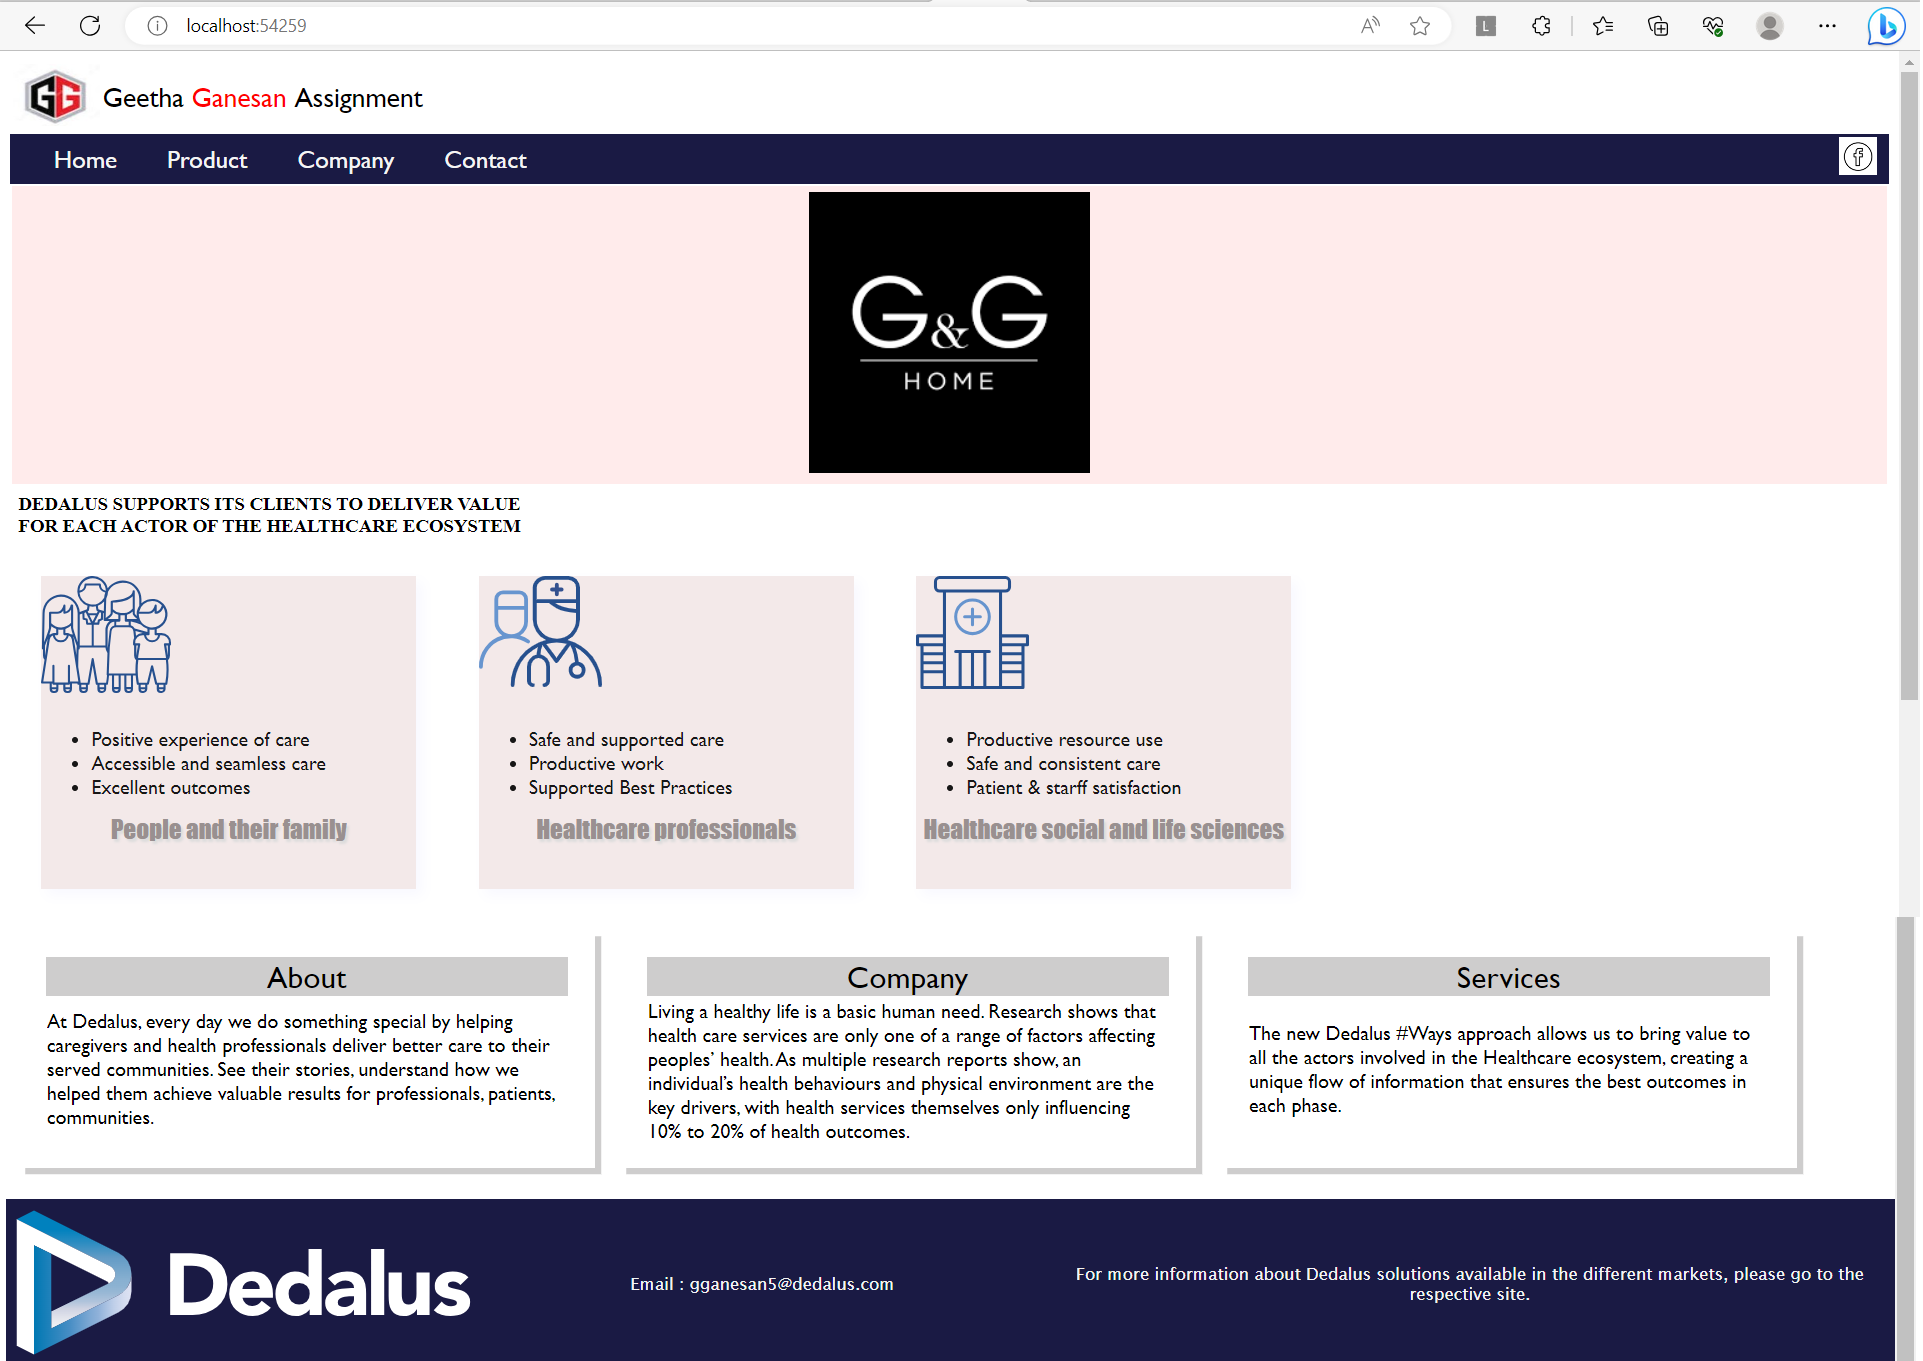 localhost:54259
A
L
b
GG Geetha Ganesan Assignment
Home Product Company Contact
f
G&G
HOME
DEDALUS SUPPORTS ITS CLIENTS TO DELIVER VALUE
FOR EACH ACTOR OF THE HEALTHCARE ECOSYSTEM
• Positive experience of care
• Accessible and seamless care
• Excellent outcomes
People and their family
• Safe and supported care
• Productive work
• Supported Best Practices
Healthcare professionals
• Productive resource use
• Safe and consistent care
• Patient & starff satisfaction
Healthcare social and life sciences
About
At Dedalus, every day we do something special by helping
caregivers and health professionals deliver better care to their
served communities. See their stories, understand how we
helped them achieve valuable results for professionals, patients,
communities.
Company
Living a healthy life is a basic human need. Research shows that
health care services are only one of a range of factors affecting
peoples’ health. As multiple research reports show, an
individual’s health behaviours and physical environment are the
key drivers, with health services themselves only influencing
10% to 20% of health outcomes.
Services
The new Dedalus #Ways approach allows us to bring value to
all the actors involved in the Healthcare ecosystem, creating a
unique flow of information that ensures the best outcomes in
each phase.
Dedalus
Email : gganesan5@dedalus.com
For more information about Dedalus solutions available in the different markets, please go to the
respective site.